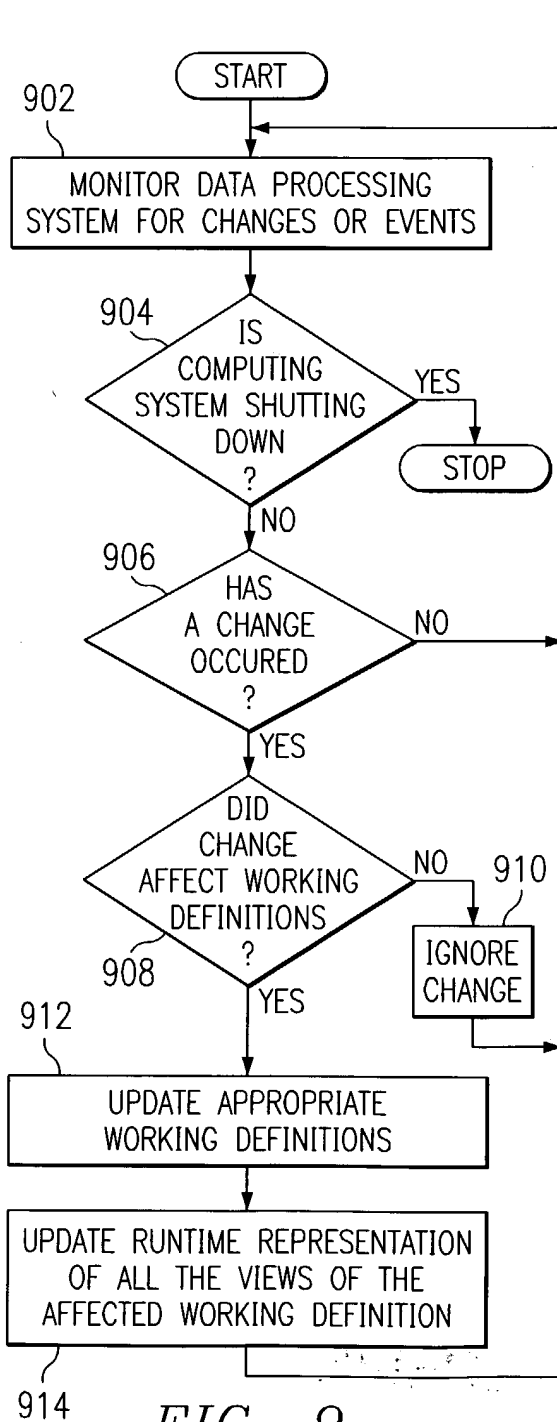 START
902
MONITOR DATA PROCESSING
SYSTEM FOR CHANGES OR EVENTS
904
IS
COMPUTING
SYSTEM SHUTTING
DOWN
?
YES
STOP
NO
906
HAS
A CHANGE
OCCURED
?
NO
YES
DID
CHANGE
AFFECT WORKING
DEFINITIONS
?
908
NO
910
IGNORE
CHANGE
YES
912
UPDATE APPROPRIATE
WORKING DEFINITIONS
UPDATE RUNTIME REPRESENTATION
OF ALL THE VIEWS OF THE
AFFECTED WORKING DEFINITION
914
FIG. 9